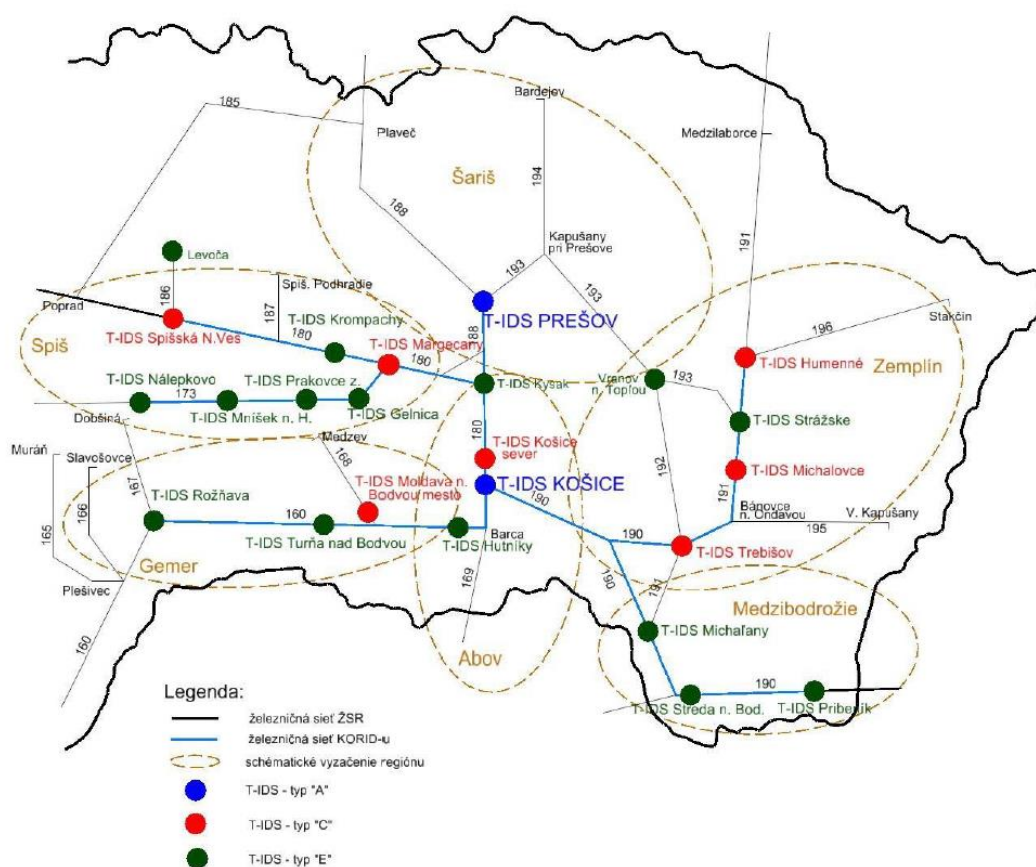 185
Plaveč
Bardejov
Medzilaborce
Šariš
194
188
191
Levoča
Kapušany
pri Prešove
193
193
Poprad
186
Spiš. Podhradie
187
T-IDS Krompachy
T-IDS PREŠOV
188
196
Stakčín
T-IDS Spišská N.Ves
180
T-IDS Margecany
180
Spiš
T-IDS Humenné
Zemplín
T-IDS Nálepkovo
T-IDS Prakovce z.
T-IDS Kysak
Vranov
n. Topľou
193
173
T-IDS Mníšek n. H.
T-IDS Gelnica
Dobšiná
T-IDS Strážske
Muráň
Slavošovce
Medzev
180
T-IDS Košice
sever
192
T-IDS Michalovce
167
168
T-IDS Moldava n.
Bodvou mesto
T-IDS KOŠICE
190
191
T-IDS Rožňava
160
165
166
Bánovce
n. Ondavou
V. Kapušany
195
T-IDS Turňa nad Bodvou
T-IDS Hutníky
Barca
190
T-IDS Trebišov
Gemer
169
190
191
Plešivec
Medzibodrožie
160
Abov
T-IDS Michaľany
190
T-IDS Streda n. Bod.
T-IDS Pribeník
Legenda:
železničná sieť ŽSR
železničná sieť KORID-u
schématické vyzačenie regiónu
T-IDS - typ "A"
T-IDS - typ "C"
T-IDS - typ "E"